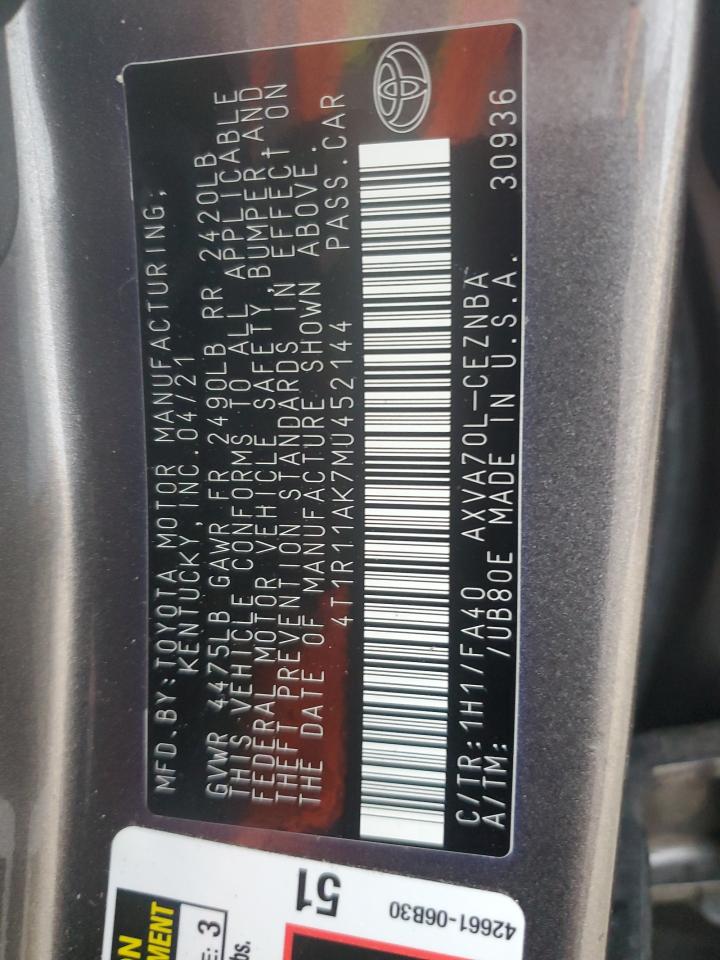 MFD.BY:TOYOTA MOTOR MANUFACTURING,
KENTUCKY,INC.04/21
GVWR 4475LB GAWR FR 2490LB RR 2420LB
THIS VEHICLE CONFORMS TO ALL APPLICABLE
FEDERAL MOTOR VEHICLE SAFETY,BUMPER AND
THEFT PREVENTION STANDARDS IN EFFECT ON
THE DATE OF MANUFACTURE SHOWN ABOVE.
4T1R11AK7MU452144 PASS.CAR
C/TR:1H1/FA40 AXVA70L-CEZNBA
A/TM: /UB80E MADE IN U.S.A. 30936
51
42661-06B30
3